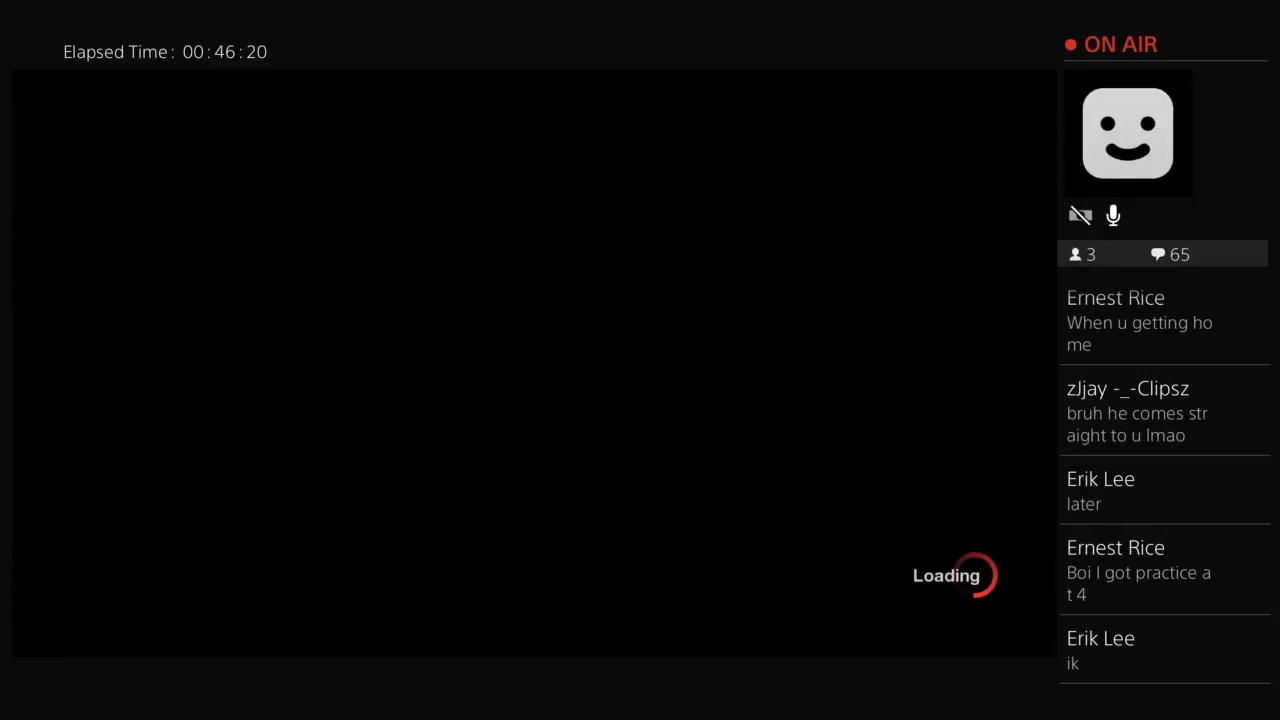 Elapsed Time: 00:46:20
ON AIR
3 65
Ernest Rice
When u getting ho
me
zJjay -_-Clipsz
bruh he comes str
aight to u lmao
Erik Lee
later
Ernest Rice
Boi I got practice a
t 4
Erik Lee
ik
Loading